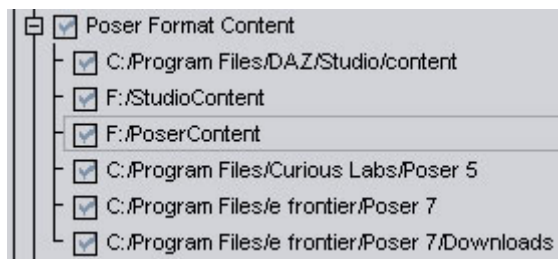 Poser Format Content
C:/Program Files/DAZ/Studio/content
F:/StudioContent
F:/PoserContent
C:/Program Files/Curious Labs/Poser 5
C:/Program Files/e frontier/Poser 7
C:/Program Files/e frontier/Poser 7/Downloads